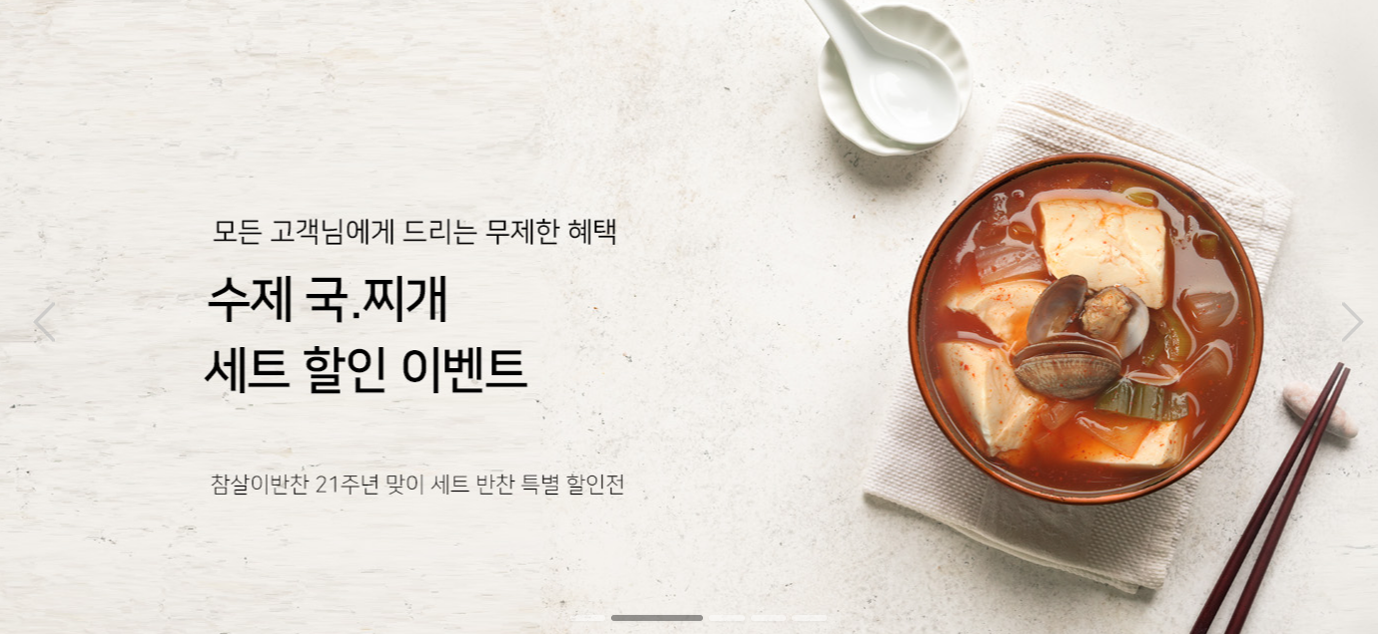 모든 고객님에게 드리는 무제한 혜택
수제 국.찌개
세트 할인 이벤트
참살이반찬 21주년 맞이 세트 반찬 특별 할인전